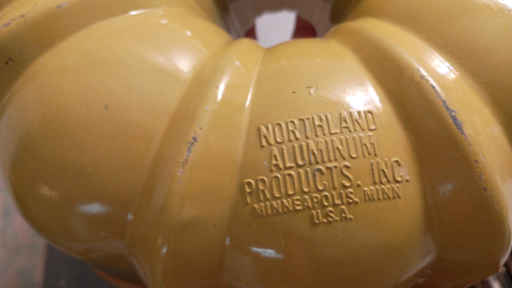 NORTHLAND
ALUMINUM
PRODUCTS, INC.
MINNEAPOLIS, MINN
U.S.A.